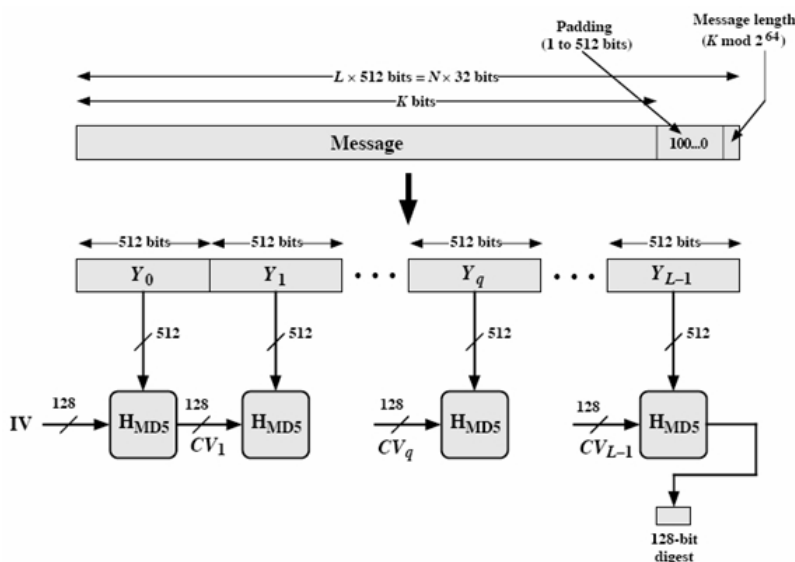 Padding
(1 to 512 bits)
Message length
(K mod 2^64)
L × 512 bits = N × 32 bits
K bits
Message
100...0
512 bits 512 bits 512 bits 512 bits
Y0 Y1 • • • Yq • • • YL–1
512 512 512 512
IV 128 HMD5 128 HMD5 128 HMD5 128 HMD5
CV1 CVq CVL–1
128-bit
digest